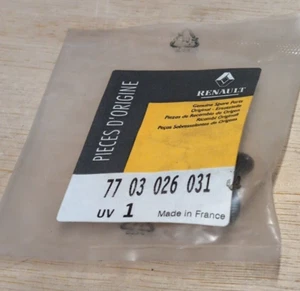 PIECES D'ORIGINE
RENAULT
Genuine Spare Parts
Original - Ersatzteile
Piezas de Recambio de Origen
Ricambi Originali
Peças Sobressalentes de Origem
77 03 026 031
UV 1 Made in France